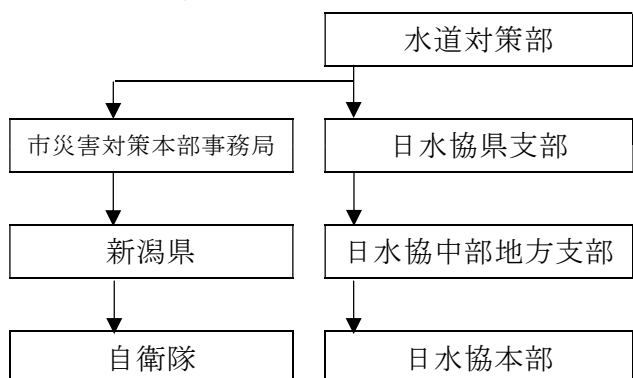 水道対策部
市災害対策本部事務局
日水協県支部
新潟県
日水協中部地方支部
自衛隊
日水協本部